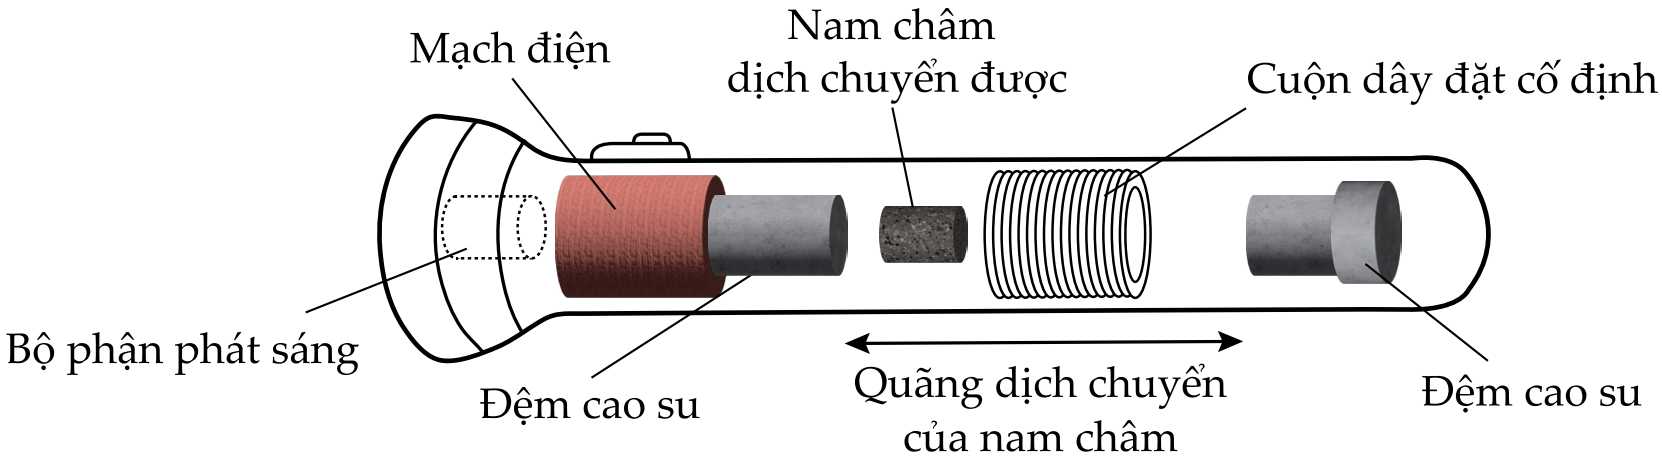 Mạch điện
Nam châm
dịch chuyển được
Cuộn dây đặt cố định
Bộ phận phát sáng
Đệm cao su
Quãng dịch chuyển
của nam châm
Đệm cao su